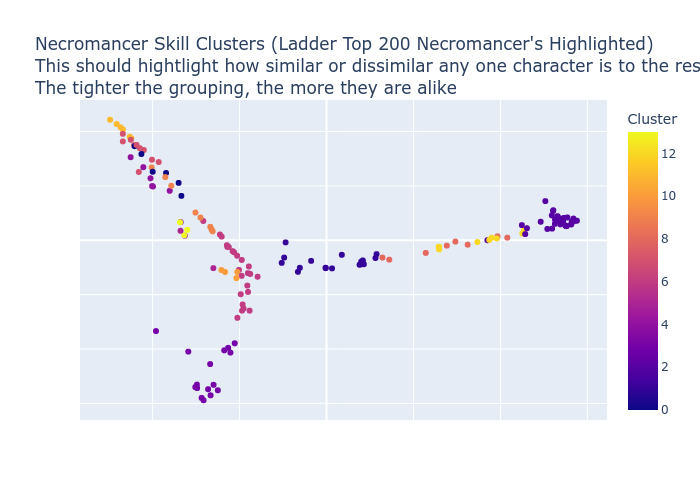 Necromancer Skill Clusters (Ladder Top 200 Necromancer's Highlighted)
This should hightlight how similar or dissimilar any one character is to the res
The tighter the grouping, the more they are alike
Cluster
12
10
8
6
4
2
0